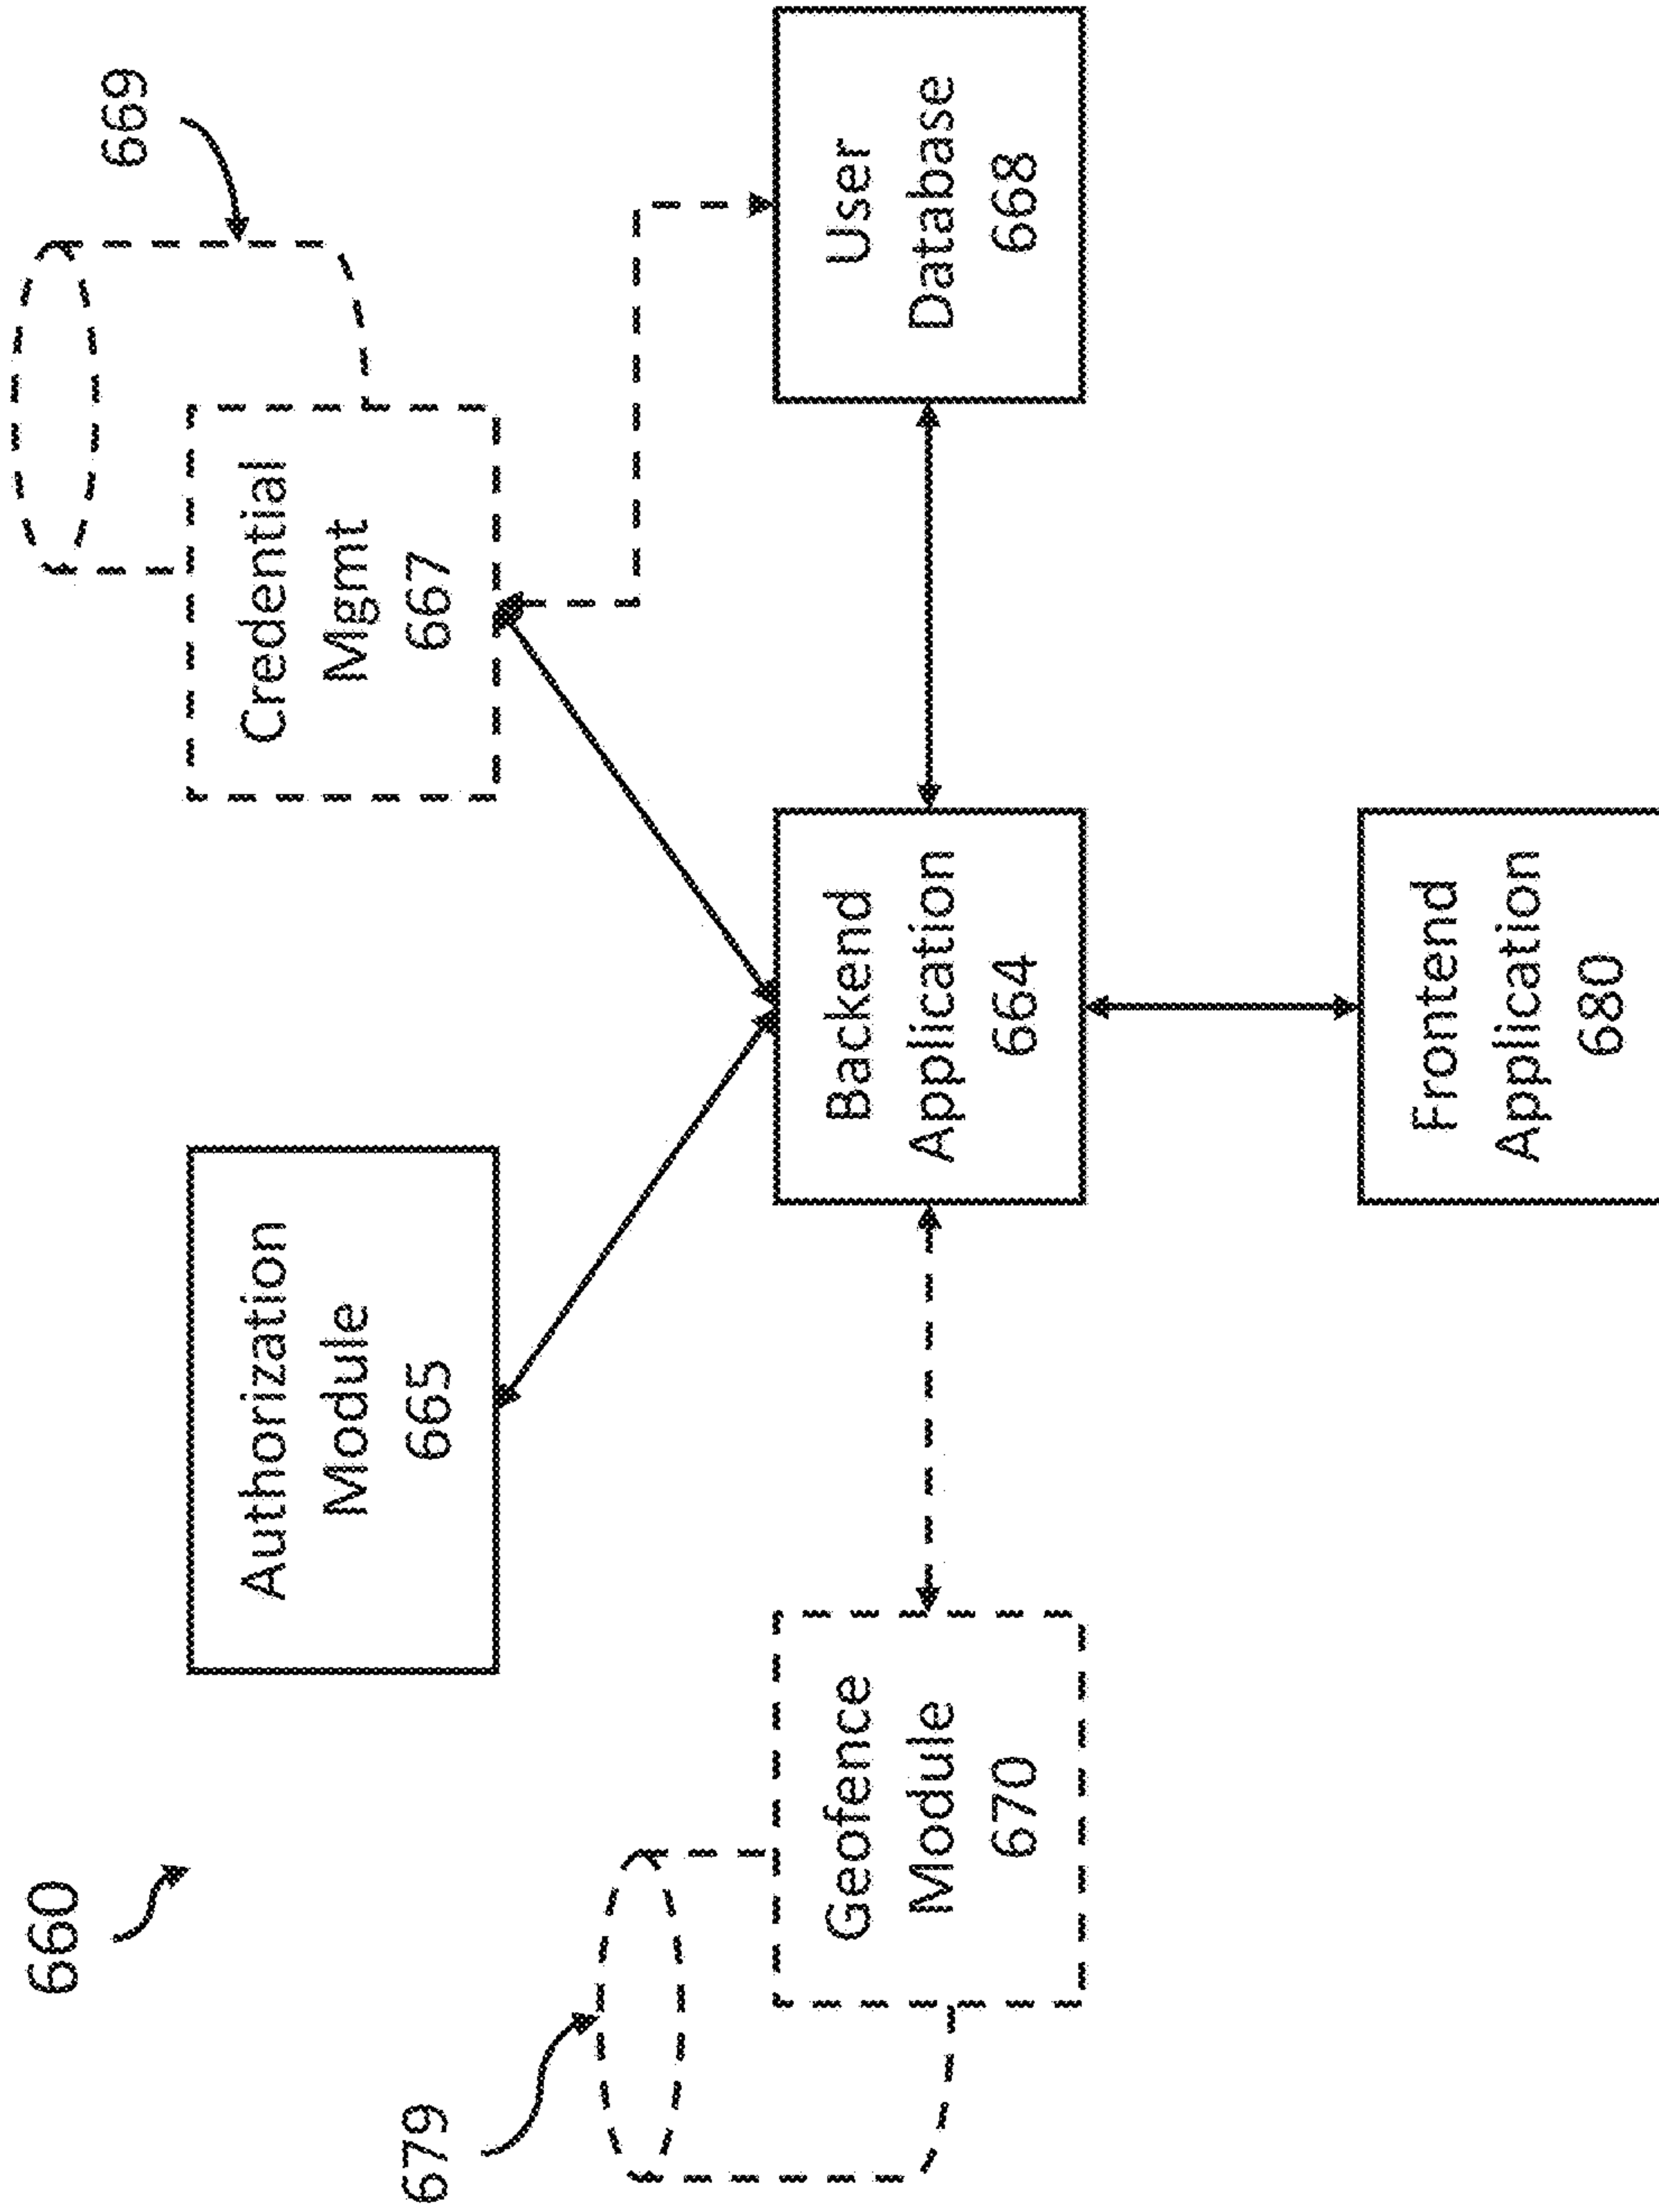 660
Authorization
Module
665
Credential
Mgmt
667
669
679
Geofence
Module
670
Backend
Application
664
User
Database
668
Frontend
Application
680